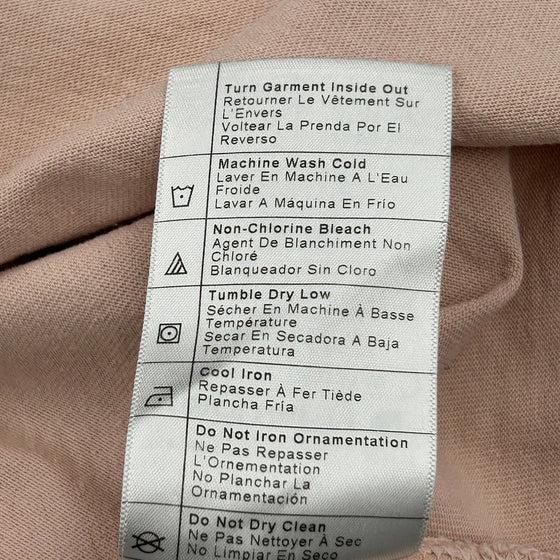 Turn Garment Inside Out
Retourner Le Vêtement Sur
L'Envers
Voltear La Prenda Por El
Reverso
Machine Wash Cold
Laver En Machine A L'Eau
Froide
Lavar A Máquina En Frío
Non-Chlorine Bleach
Agent De Blanchiment Non
Chloré
Blanqueador Sin Cloro
Tumble Dry Low
Sécher En Machine À Basse
Température
Secar En Secadora A Baja
Temperatura
Cool Iron
Repasser À Fer Tiède
Plancha Fría
Do Not Iron Ornamentation
Ne Pas Repasser
L'Ornementation
No Planchar La
Ornamentación
Do Not Dry Clean
Ne Pas Nettoyer À Sec
No Limpiar En Seco